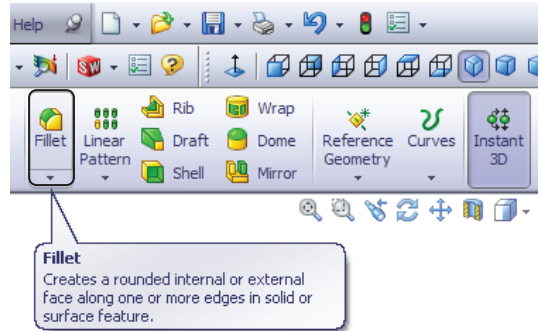 Help
SW
Rib
Wrap
Fillet
Linear
Pattern
Draft
Dome
Reference
Geometry
Curves
Instant
3D
Shell
Mirror
Fillet
Creates a rounded internal or external
face along one or more edges in solid or
surface feature.